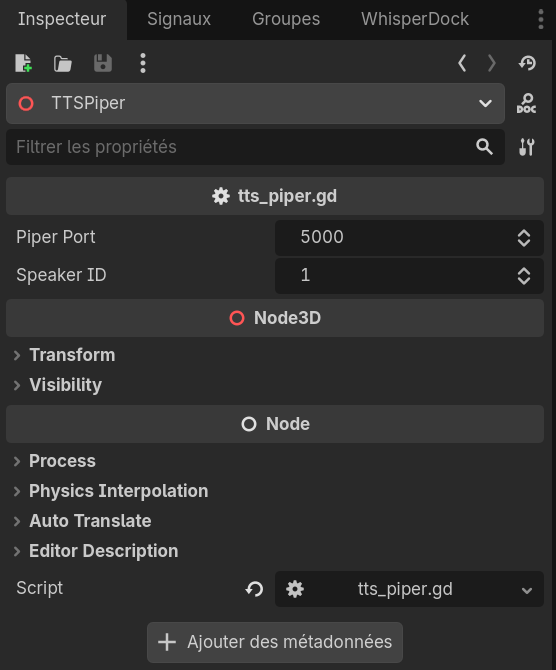 Inspecteur Signaux Groupes WhisperDock
TTSPiper
DOC
Filtrer les propriétés
tts_piper.gd
Piper Port 5000
Speaker ID 1
Node3D
Transform
Visibility
Node
Process
Physics Interpolation
Auto Translate
Editor Description
Script tts_piper.gd
Ajouter des métadonnées